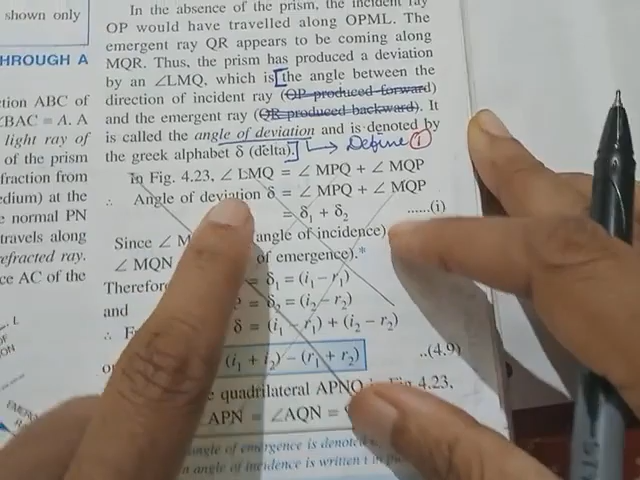 shown only
HROUGH A
tion ABC of
∠BAC = A. A
light ray of
of the prism
fraction from
edium) at the
e normal PN
travels along
refracted ray.
ce AC of the
In the absence of the prism, the incident ray
OP would have travelled along OPML. The
emergent ray QR appears to be coming along
MQR. Thus, the prism has produced a deviation
by an ∠LMQ, which is [the angle between the
direction of incident ray (OP produced forward)
and the emergent ray (QR produced backward). It
is called the angle of deviation and is denoted by
the greek alphabet δ (delta).] → Define ①
In Fig. 4.23, ∠ LMQ = ∠ MPQ + ∠ MQP
∴ Angle of deviation δ = ∠ MPQ + ∠ MQP
= δ₁ + δ₂ ......(i)
Since ∠ M (angle of incidence),
∠ MQN of emergence).*
Therefor = δ₁ = (i₁ – r₁)
and = δ₂ = (i₂ – r₂)
∴ F δ = (i₁ – r₁) + (i₂ – r₂)
(i₁ + i₂) – (r₁ + r₂) ..(4.9)
e quadrilateral APNQ Fig 4.23,
APN = ∠AQN =
angle of emergence is denoted
n angle of incidence is written